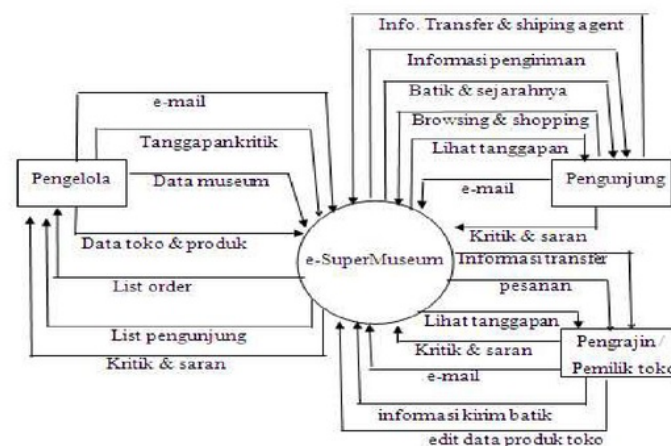 Info. Transfer & shiping agent
Informasi pengiriman
Batik & sejarahnya
Browsing & shopping
Lihat tanggapan
e-mail
Kritik & saran
Pengunjung
e-mail
Tanggapankritik
Data museum
Pengelola
Data toko & produk
List order
List pengunjung
Kritik & saran
e-SuperMuseum
Informasi transfer
pesanan
Lihat tanggapan
Kritik & saran
e-mail
informasi kirim batik
edit data produk toko
Pengrajin /
Pemilik toko